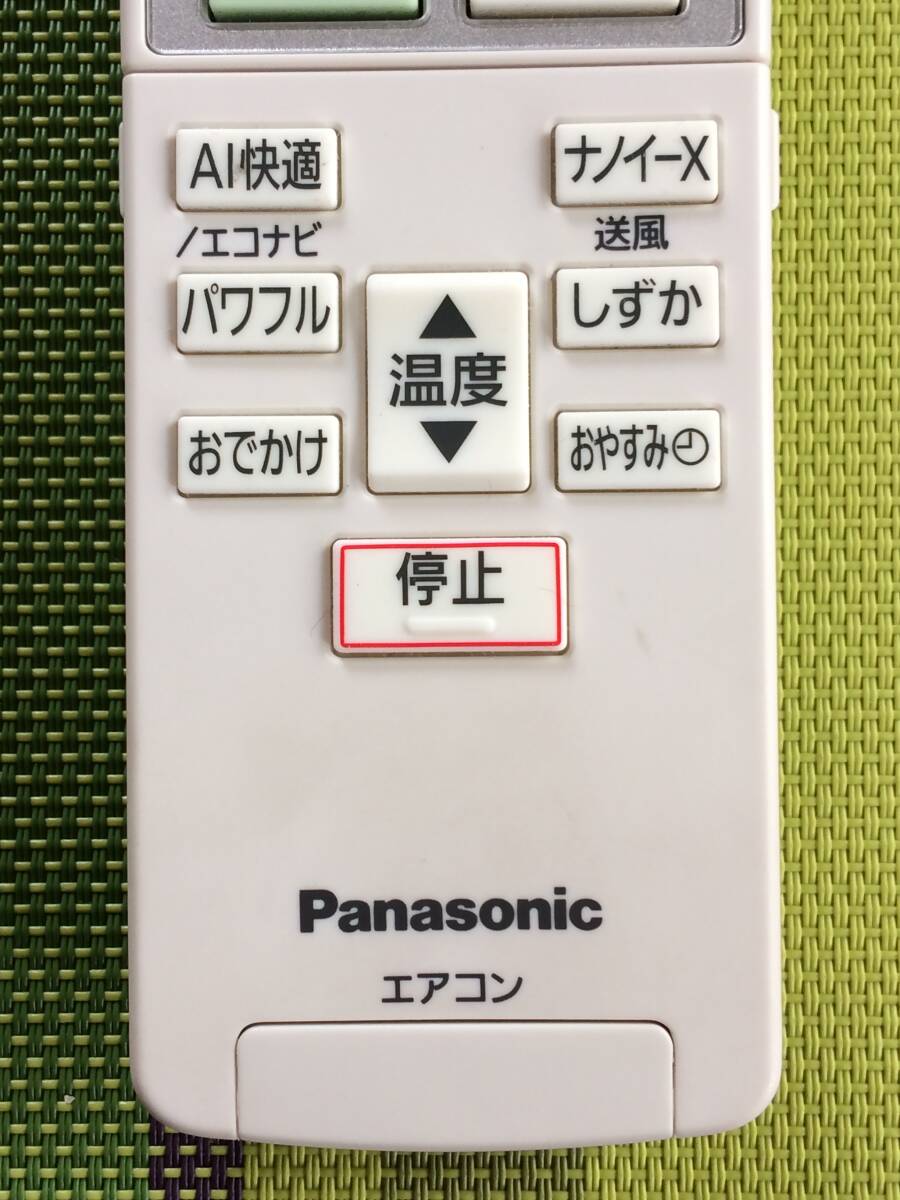 AI快適
ナノイーX
/エコナビ
送風
パワフル
しずか
▲
温度
▼
おでかけ
おやすみ
停止
Panasonic
エアコン